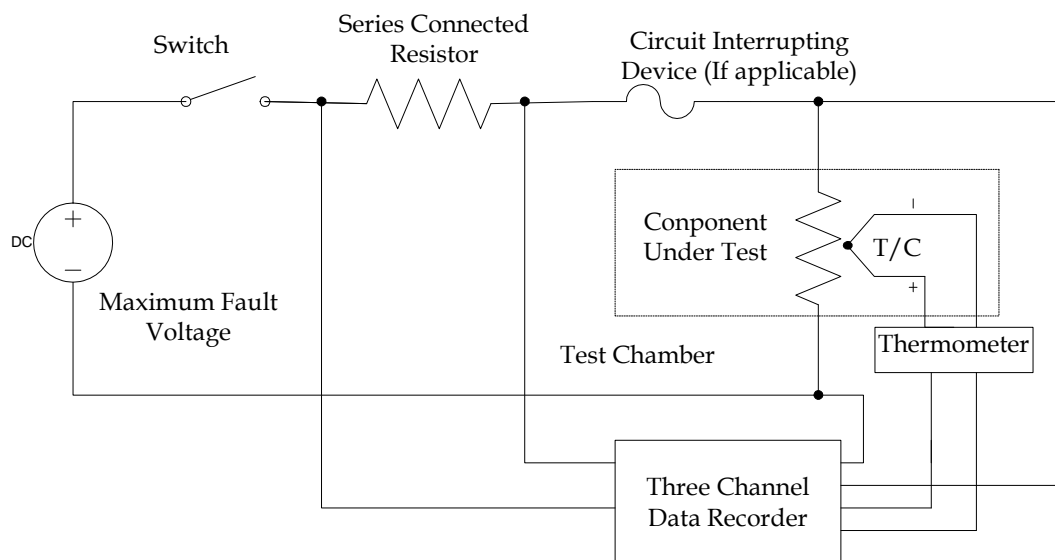 Series Connected
Resistor
Switch
Circuit Interrupting
Device (If applicable)
Conponent
Under Test
T/C
–
+
DC
+
–
Maximum Fault
Voltage
Test Chamber
Thermometer
Three Channel
Data Recorder